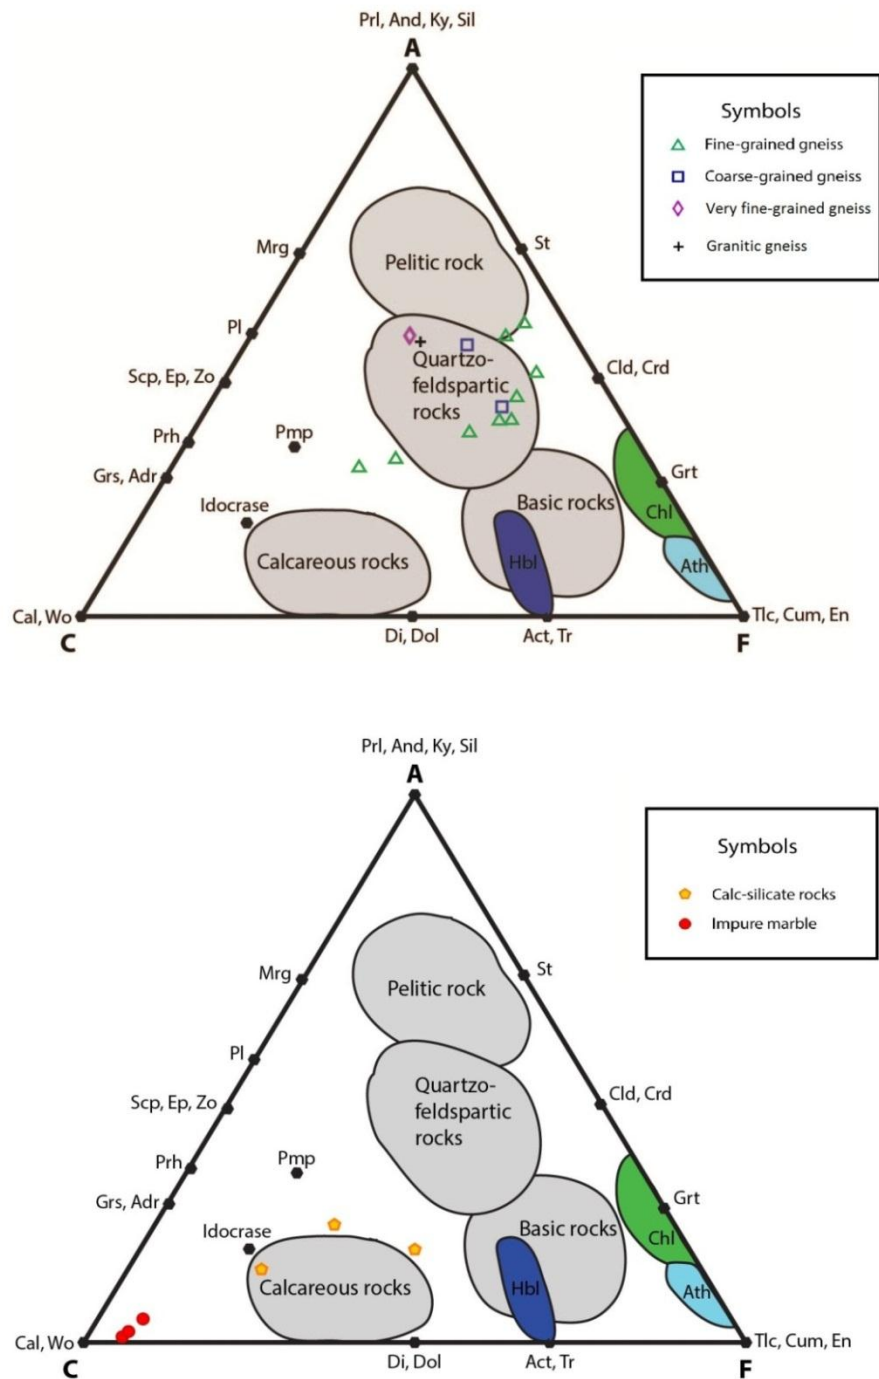 Prl, And, Ky, Sil
A
Symbols
Fine-grained gneiss
Coarse-grained gneiss
Very fine-grained gneiss
Granitic gneiss
Mrg
Pelitic rock
St
Pl
Scp, Ep, Zo
Quartzo-
feldspartic
rocks
Cld, Crd
Prh
Pmp
Grs, Adr
Grt
Idocrase
Basic rocks
Chl
Calcareous rocks
Hbl
Ath
Cal, Wo
C
Di, Dol
Act, Tr
F
Tlc, Cum, En
Prl, And, Ky, Sil
A
Symbols
Calc-silicate rocks
Impure marble
Mrg
Pelitic rock
St
Pl
Scp, Ep, Zo
Quartzo-
feldspartic
rocks
Cld, Crd
Prh
Pmp
Grs, Adr
Grt
Idocrase
Basic rocks
Chl
Calcareous rocks
Hbl
Ath
Cal, Wo
C
Di, Dol
Act, Tr
F
Tlc, Cum, En